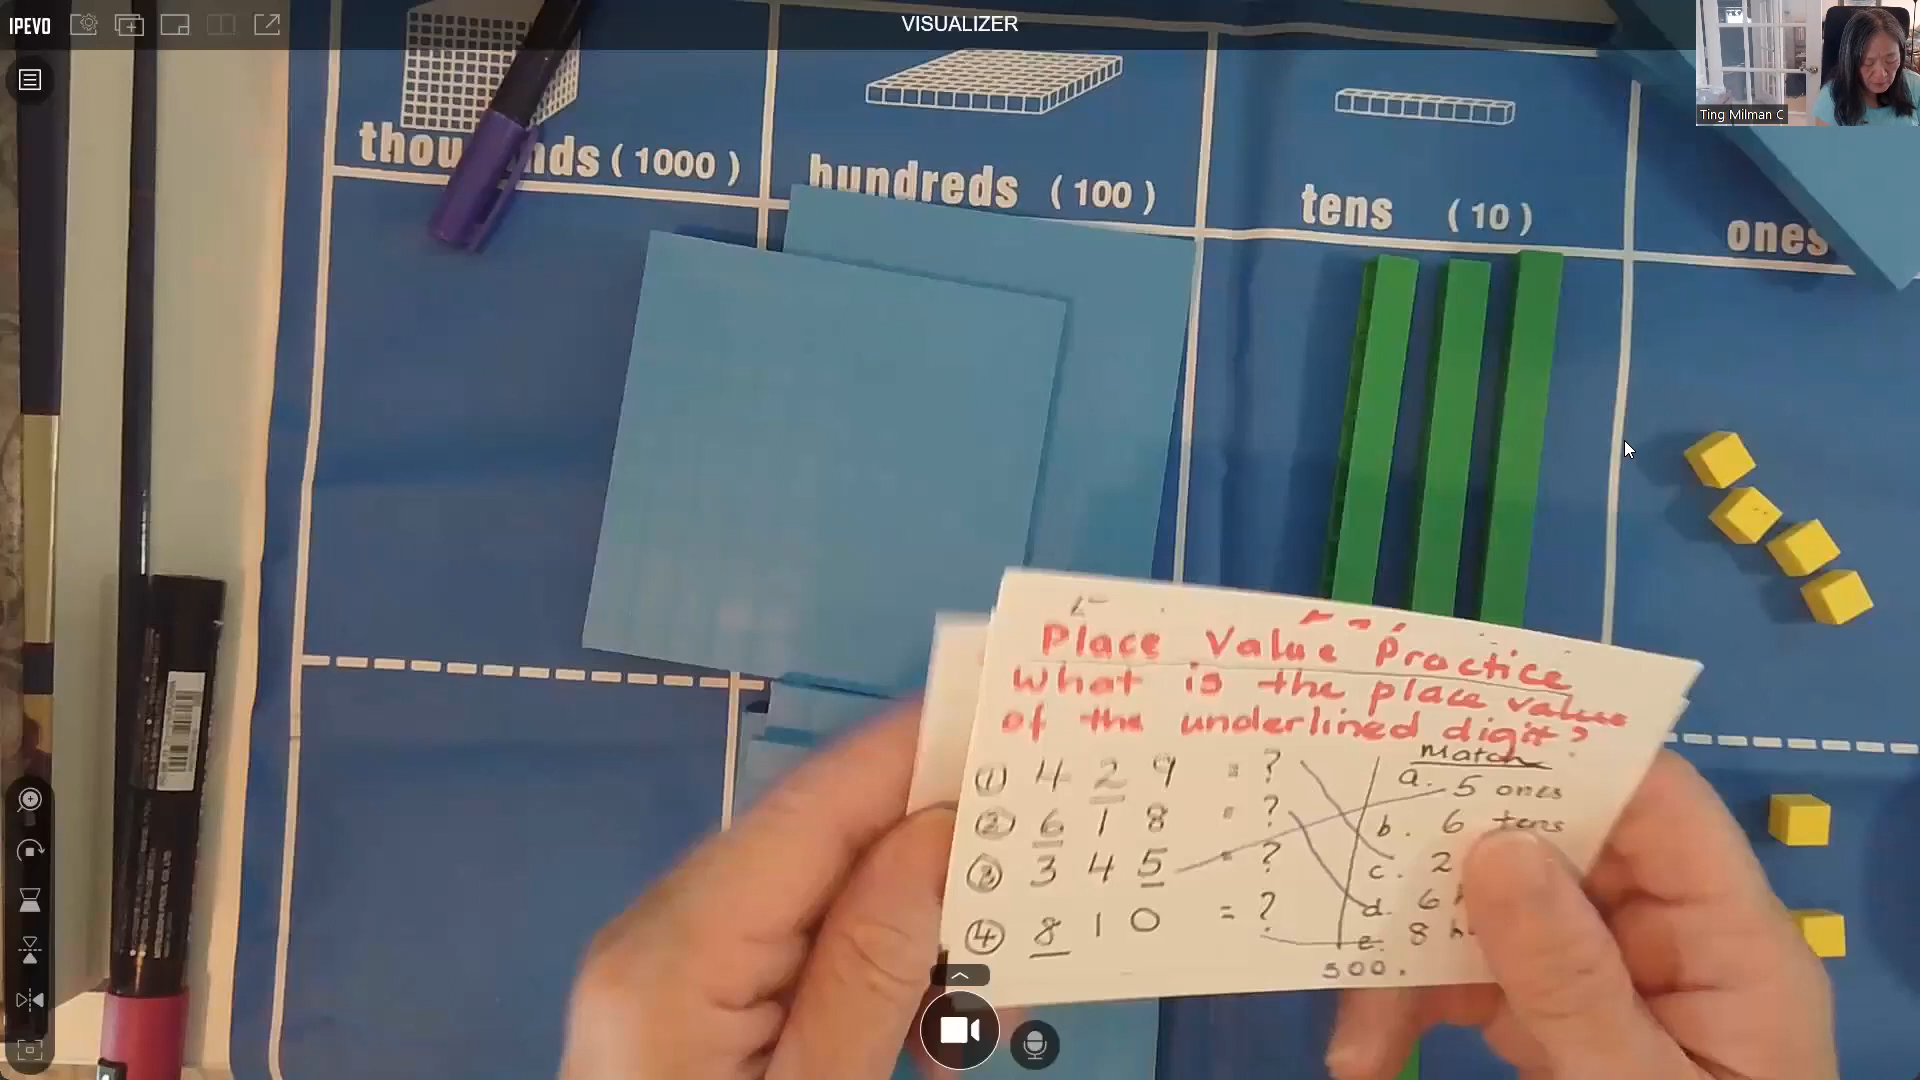 IPEVO
VISUALIZER
Ting Milman C
thou nds (1000)
hundreds (100)
tens (10)
ones
Place Value Practice
What is the place value
of the underlined digit?
Match
① 4 2 9 = ?
a. 5 ones
② 6 1 8 = ?
b. 6 tens
③ 3 4 5 = ?
c. 2
d. 6 h
④ 8 1 0 = ?
e. 8 h
500.